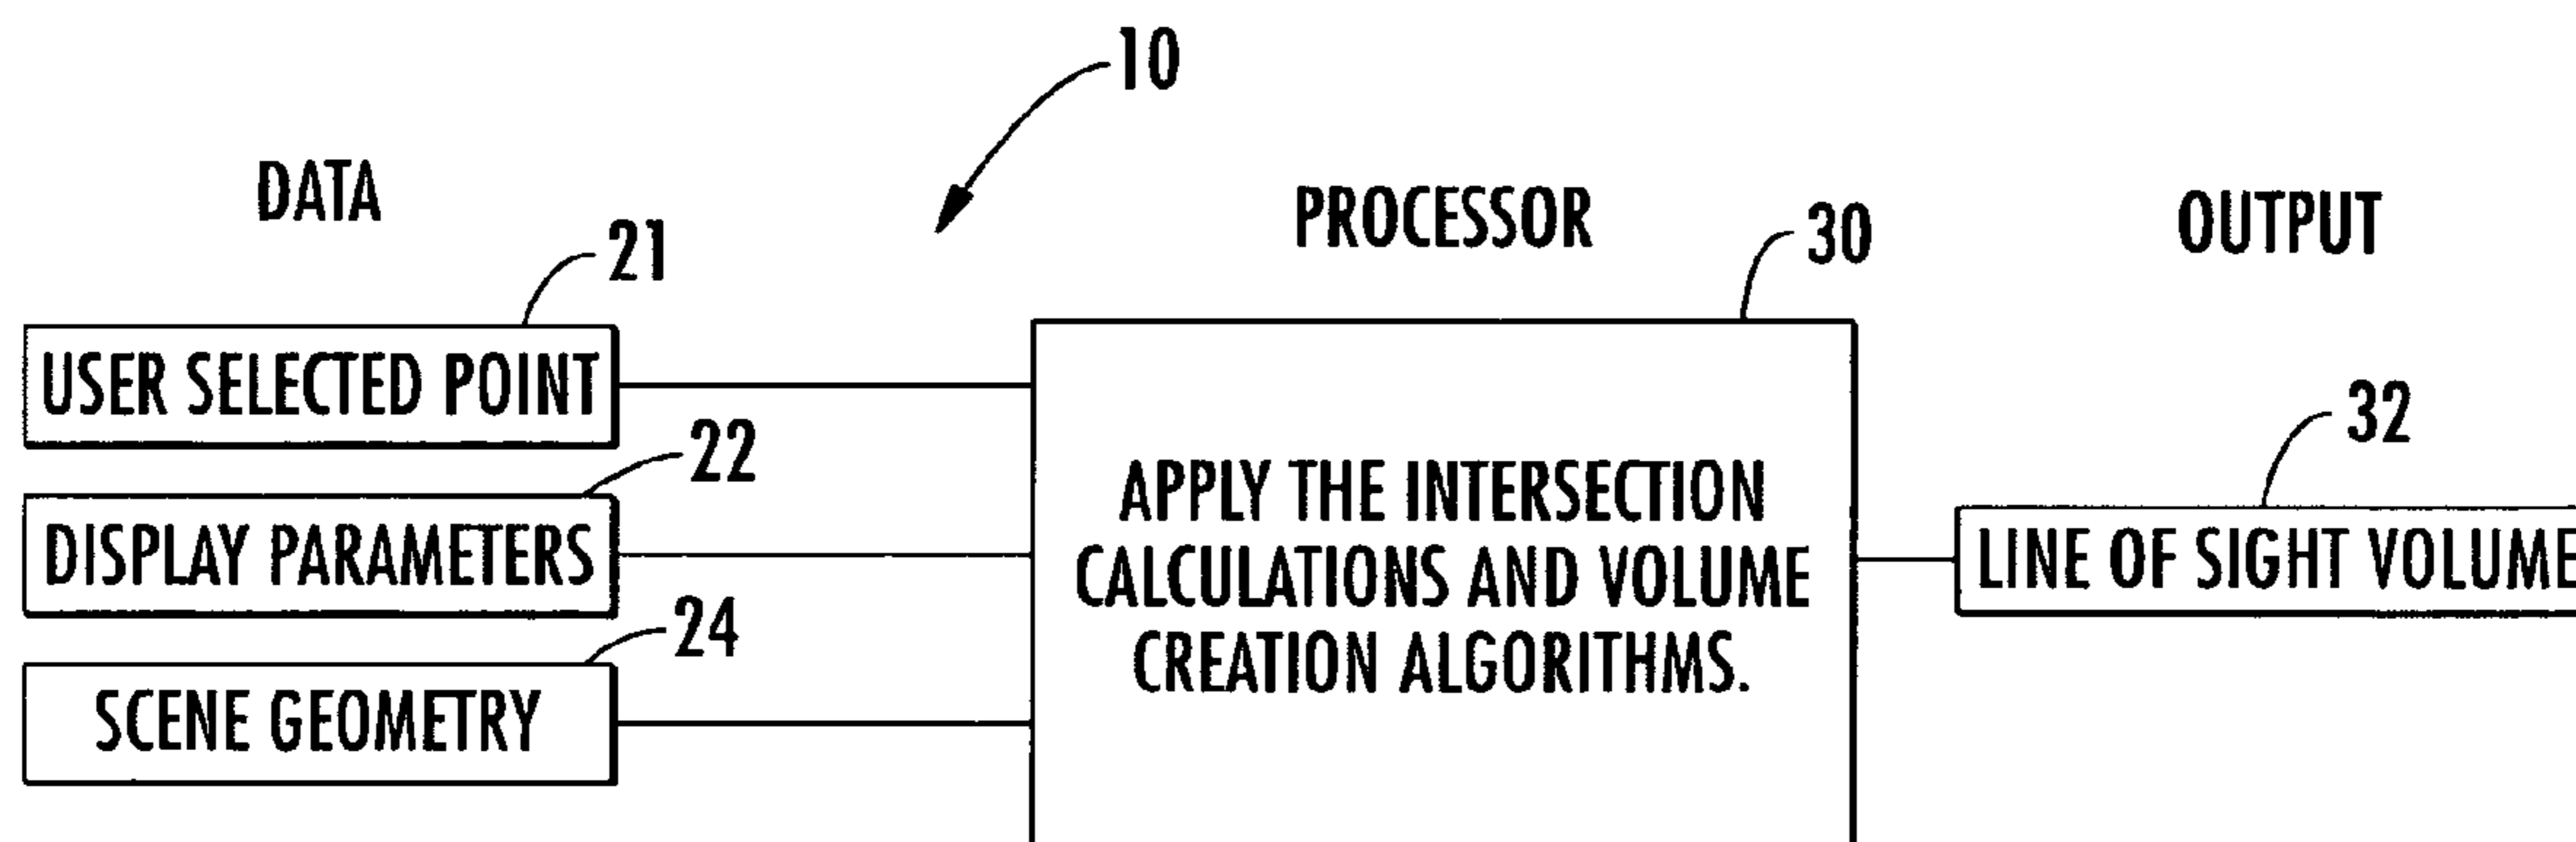 10
DATA
PROCESSOR
OUTPUT
21
30
USER SELECTED POINT
22
DISPLAY PARAMETERS
24
SCENE GEOMETRY
APPLY THE INTERSECTION
CALCULATIONS AND VOLUME
CREATION ALGORITHMS.
32
LINE OF SIGHT VOLUME